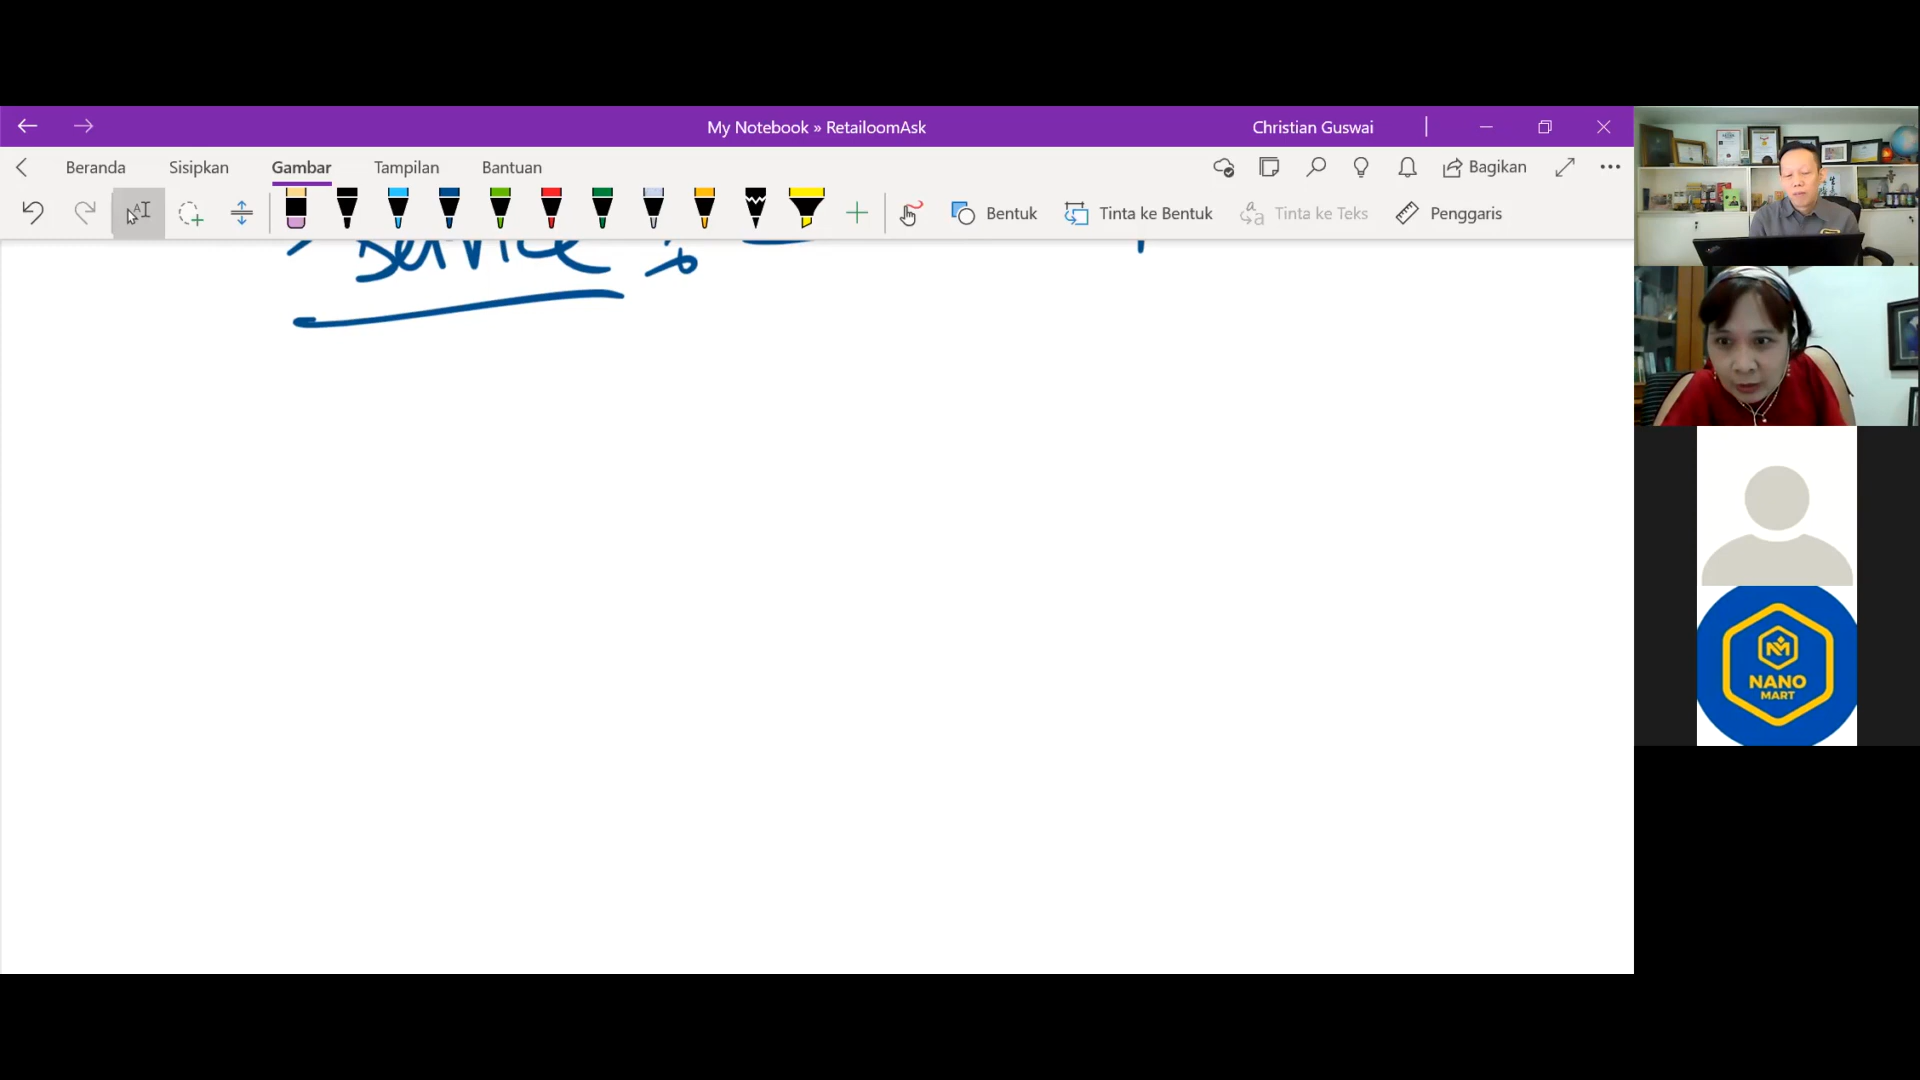 My Notebook » RetailoomAsk
Christian Guswai
Beranda
Sisipkan
Gambar
Tampilan
Bantuan
Bagikan
Bentuk
Tinta ke Bentuk
Tinta ke Teks
Penggaris
Service
NANO
MART